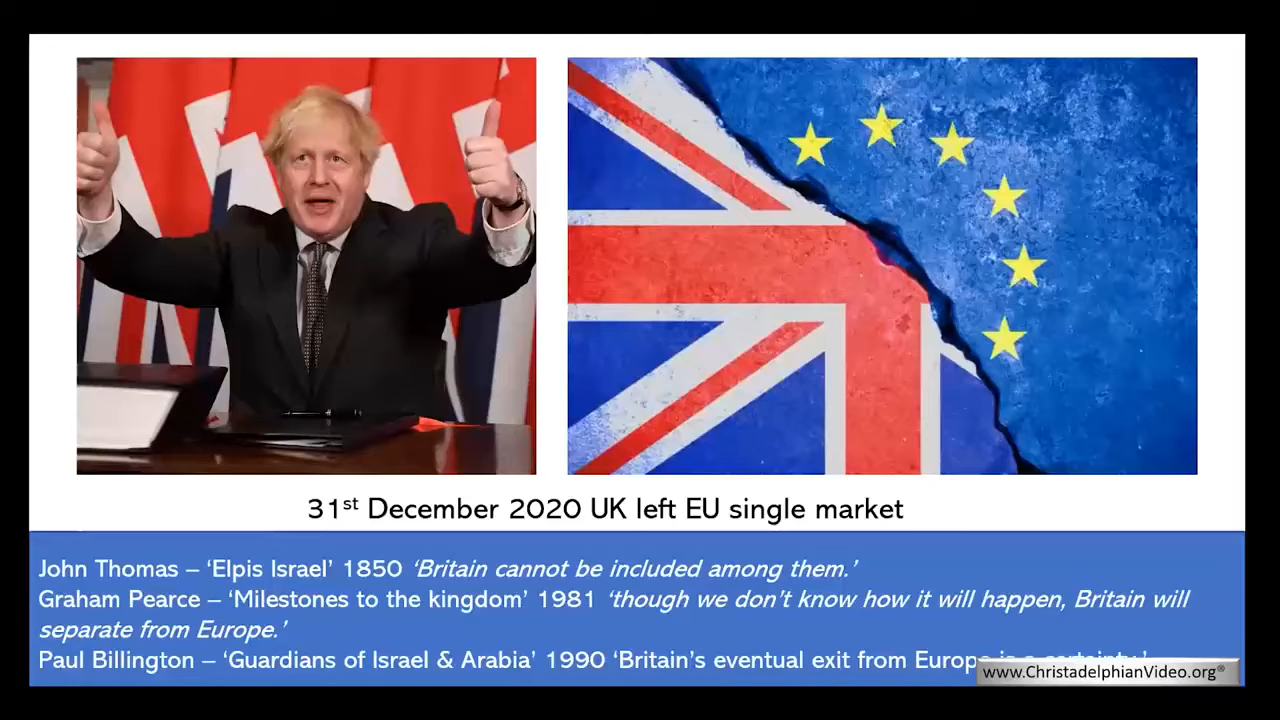 31st December 2020 UK left EU single market
John Thomas – ‘Elpis Israel’ 1850 ‘Britain cannot be included among them.’
Graham Pearce – ‘Milestones to the kingdom’ 1981 ‘though we don’t know how it will happen, Britain will
separate from Europe.’
Paul Billington – ‘Guardians of Israel & Arabia’ 1990 ‘Britain’s eventual exit from Europe is a certainty.’
www.ChristadelphianVideo.org®